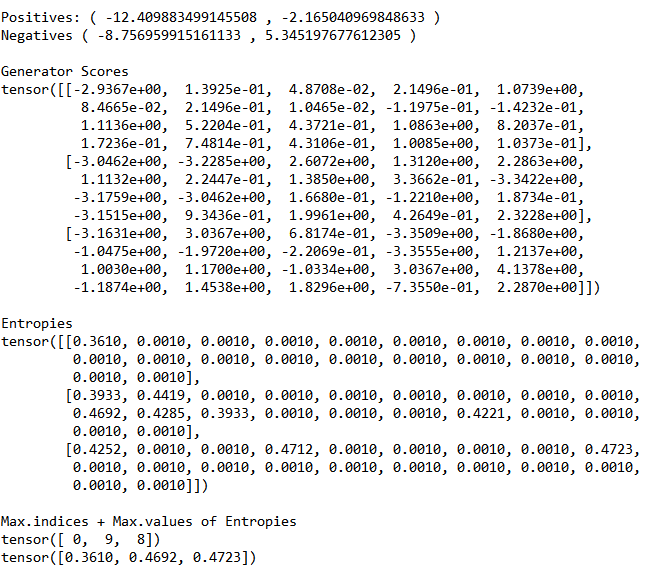 Positives: ( -12.409883499145508 , -2.165040969848633 )
Negatives ( -8.756959915161133 , 5.345197677612305 )
Generator Scores
tensor([[-2.9367e+00, 1.3925e-01, 4.8708e-02, 2.1496e-01, 1.0739e+00,
8.4665e-02, 2.1496e-01, 1.0465e-02, -1.1975e-01, -1.4232e-01,
1.1136e+00, 5.2204e-01, 4.3721e-01, 1.0863e+00, 8.2037e-01,
1.7236e-01, 7.4814e-01, 4.3106e-01, 1.0085e+00, 1.0373e-01],
[-3.0462e+00, -3.2285e+00, 2.6072e+00, 1.3120e+00, 2.2863e+00,
1.1132e+00, 2.2447e-01, 1.3850e+00, 3.3662e-01, -3.3422e+00,
-3.1759e+00, -3.0462e+00, 1.6680e-01, -1.2210e+00, 1.8734e-01,
-3.1515e+00, 9.3436e-01, 1.9961e+00, 4.2649e-01, 2.3228e+00],
[-3.1631e+00, 3.0367e+00, 6.8174e-01, -3.3509e+00, -1.8680e+00,
-1.0475e+00, -1.9720e+00, -2.2069e-01, -3.3555e+00, 1.2137e+00,
1.0030e+00, 1.1700e+00, -1.0334e+00, 3.0367e+00, 4.1378e+00,
-1.1874e+00, 1.4538e+00, 1.8296e+00, -7.3550e-01, 2.2870e+00]])
Entropies
tensor([[0.3610, 0.0010, 0.0010, 0.0010, 0.0010, 0.0010, 0.0010, 0.0010, 0.0010,
0.0010, 0.0010, 0.0010, 0.0010, 0.0010, 0.0010, 0.0010, 0.0010, 0.0010,
0.0010, 0.0010],
[0.3933, 0.4419, 0.0010, 0.0010, 0.0010, 0.0010, 0.0010, 0.0010, 0.0010,
0.4692, 0.4285, 0.3933, 0.0010, 0.0010, 0.0010, 0.4221, 0.0010, 0.0010,
0.0010, 0.0010],
[0.4252, 0.0010, 0.0010, 0.4712, 0.0010, 0.0010, 0.0010, 0.0010, 0.4723,
0.0010, 0.0010, 0.0010, 0.0010, 0.0010, 0.0010, 0.0010, 0.0010, 0.0010,
0.0010, 0.0010]])
Max.indices + Max.values of Entropies
tensor([ 0, 9, 8])
tensor([0.3610, 0.4692, 0.4723])